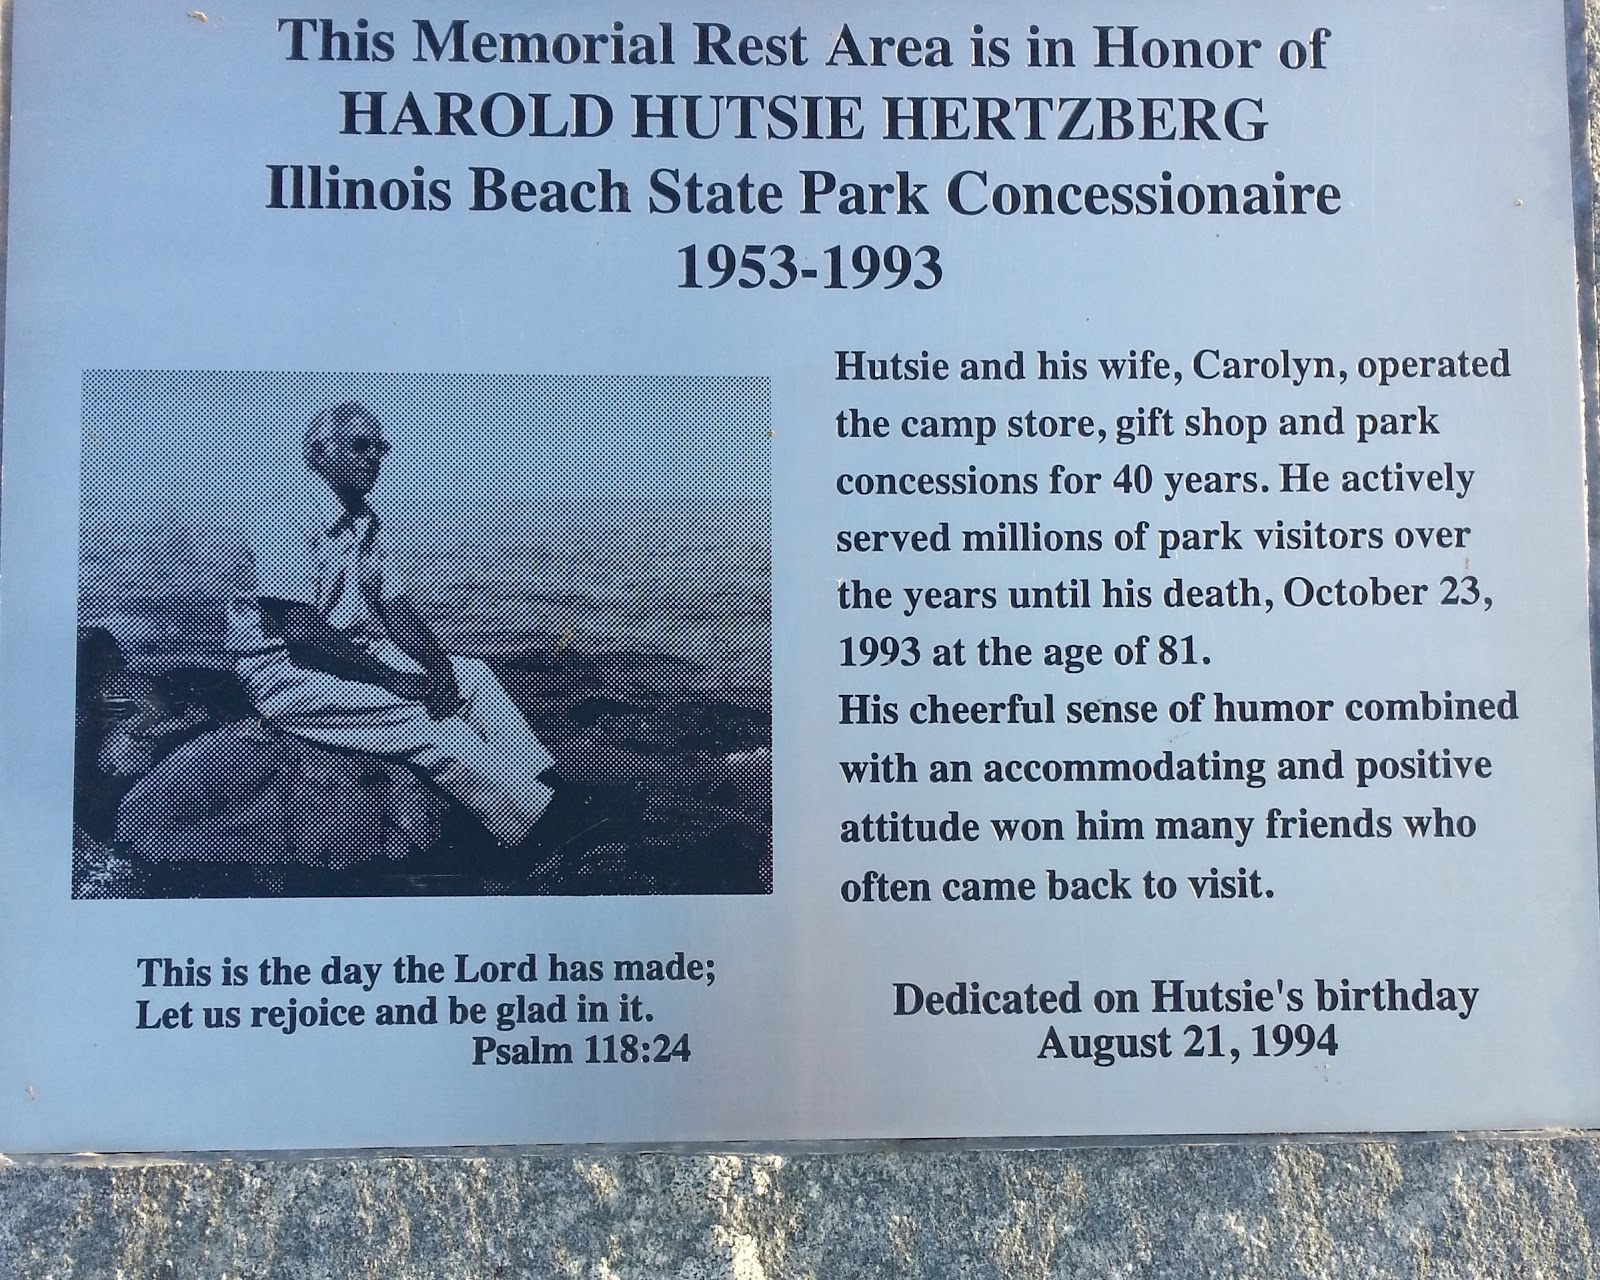 This Memorial Rest Area is in Honor of
HAROLD HUTSIE HERTZBERG
Illinois Beach State Park Concessionaire
1953-1993
Hutsie and his wife, Carolyn, operated
the camp store, gift shop and park
concessions for 40 years. He actively
served millions of park visitors over
the years until his death, October 23,
1993 at the age of 81.
His cheerful sense of humor combined
with an accommodating and positive
attitude won him many friends who
often came back to visit.
This is the day the Lord has made;
Let us rejoice and be glad in it.
Psalm 118:24
Dedicated on Hutsie's birthday
August 21, 1994